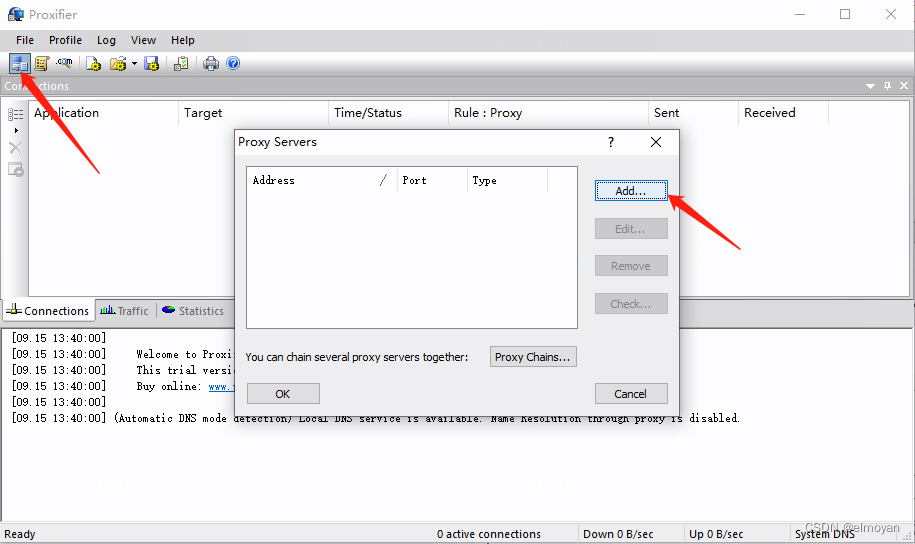 Proxifier
File Profile Log View Help
.com
Connections
Application Target Time/Status Rule : Proxy Sent Received
Proxy Servers ? 
Address / Port Type
Add...
Edit...
Remove
Check...
You can chain several proxy servers together: Proxy Chains...
OK Cancel
Connections Traffic Statistics
[09.15 13:40:00]
[09.15 13:40:00] Welcome to Proxi
[09.15 13:40:00] This trial versi
[09.15 13:40:00] Buy online: www.
[09.15 13:40:00]
[09.15 13:40:00] (Automatic DNS mode detection) Local DNS service is available. Name Resolution through proxy is disabled.
Ready 0 active connections Down 0 B/sec Up 0 B/sec System DNS
CSDN @elmoyan